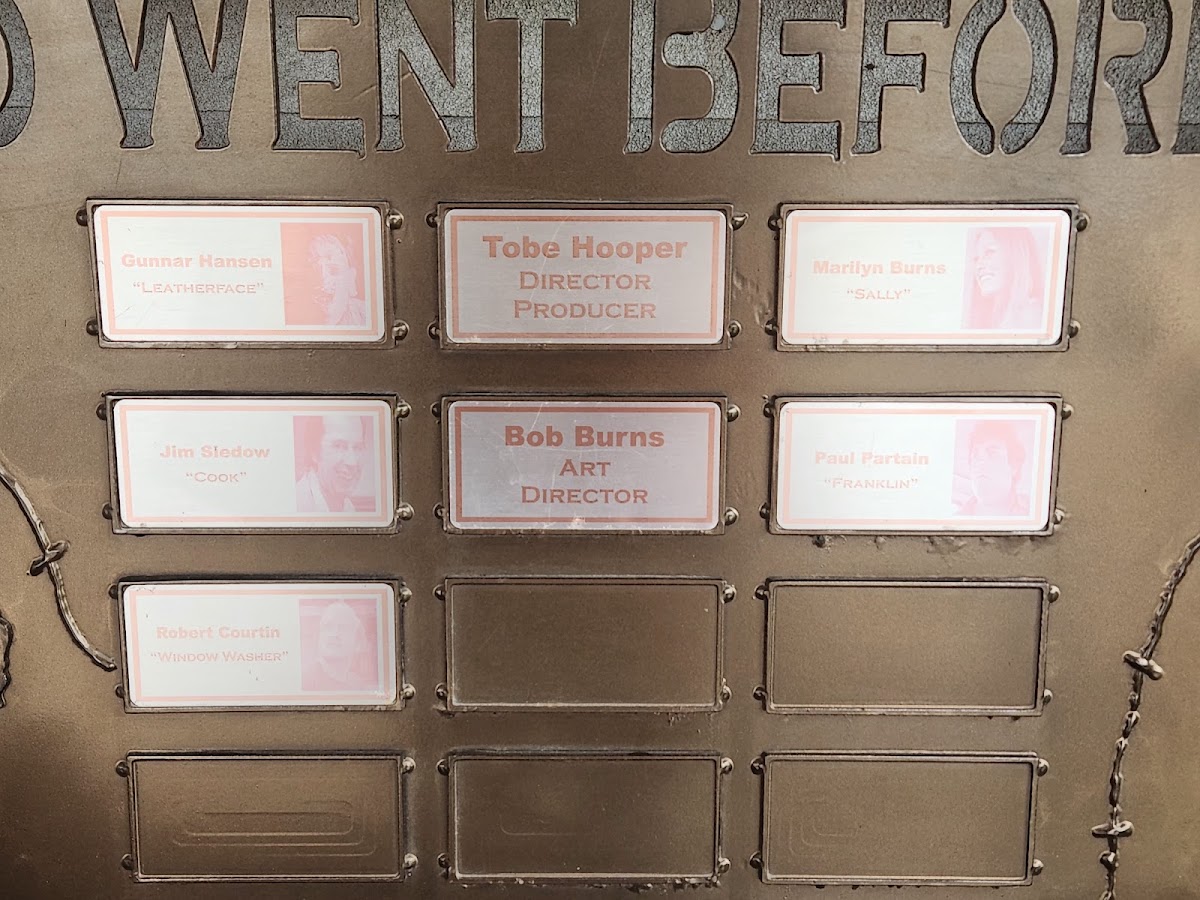 WENT BEFOR
Gunnar Hansen
"Leatherface"
Tobe Hooper
Director
Producer
Marilyn Burns
"Sally"
Jim Siedow
"Cook"
Bob Burns
Art
Director
Paul Partain
"Franklin"
Robert Courtin
"Window Washer"